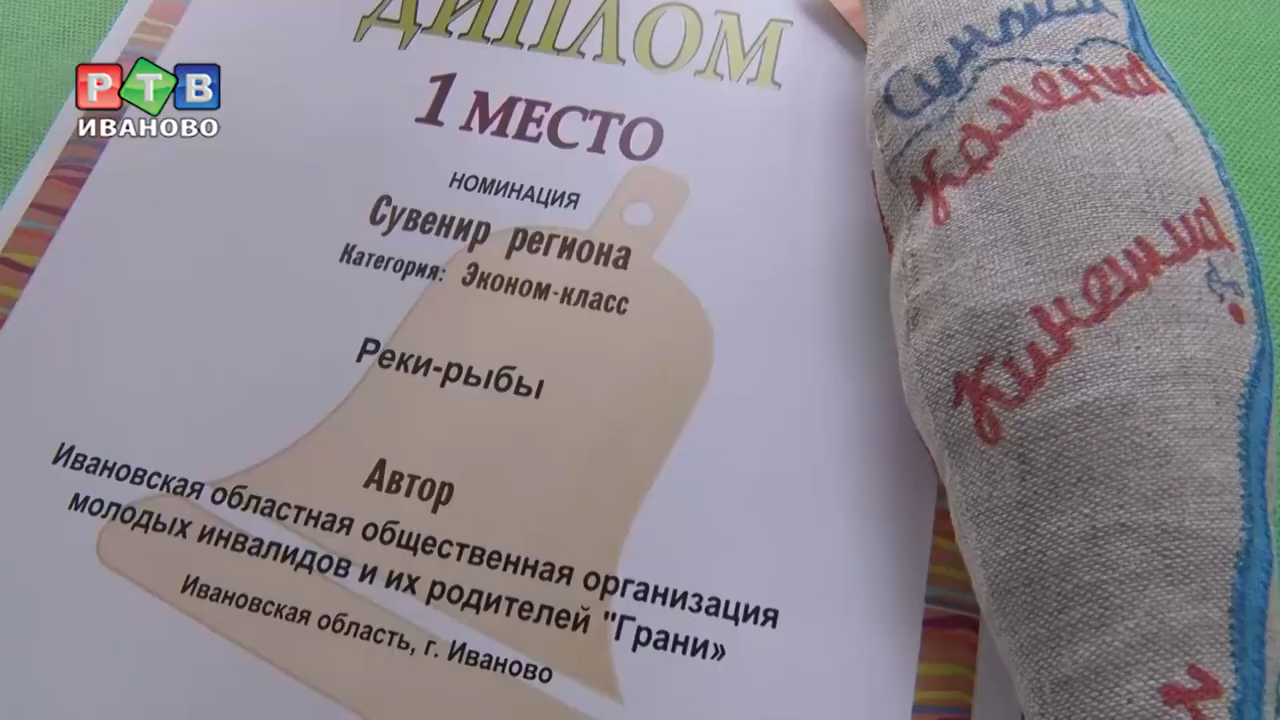 РТВ
ИВАНОВО
ДИПЛОМ
1 МЕСТО
НОМИНАЦИЯ
Сувенир региона
Категория: Эконом-класс
Реки-рыбы
Автор
Ивановская областная общественная организация
молодых инвалидов и их родителей "Грани»
Ивановская область, г. Иваново
Кинешма